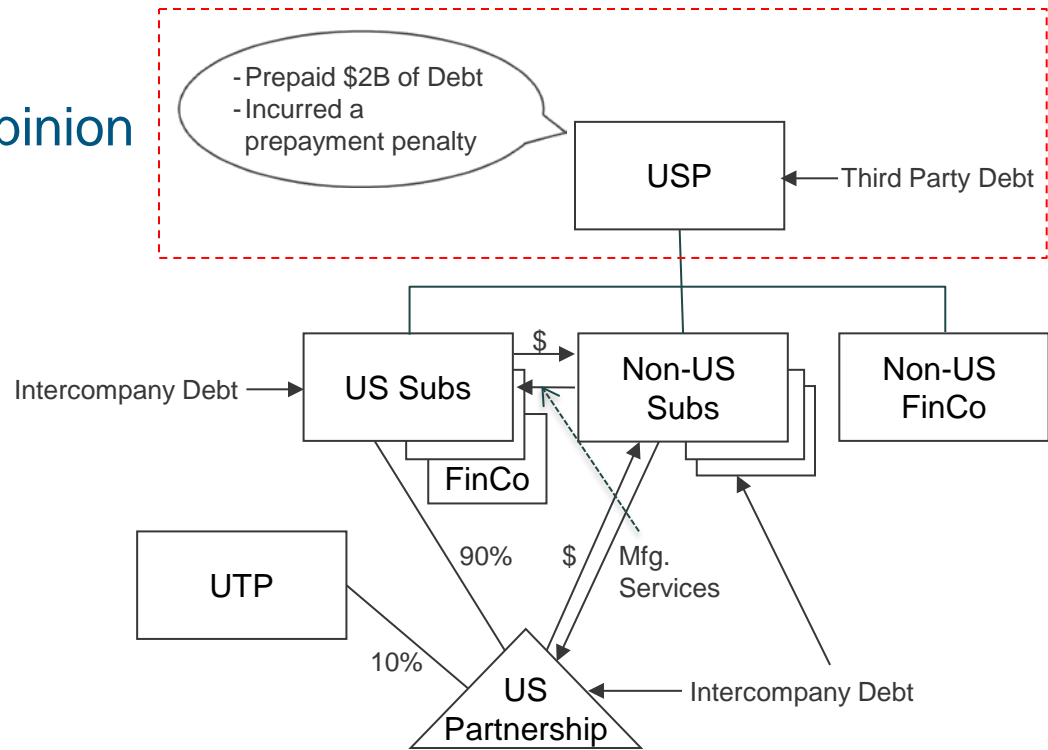 - Prepaid $2B of Debt
- Incurred a
prepayment penalty
USP
Third Party Debt
Intercompany Debt
US Subs
$
Non-US
Subs
Non-US
FinCo
FinCo
UTP
90%
$
Mfg.
Services
10%
US
Partnership
Intercompany Debt